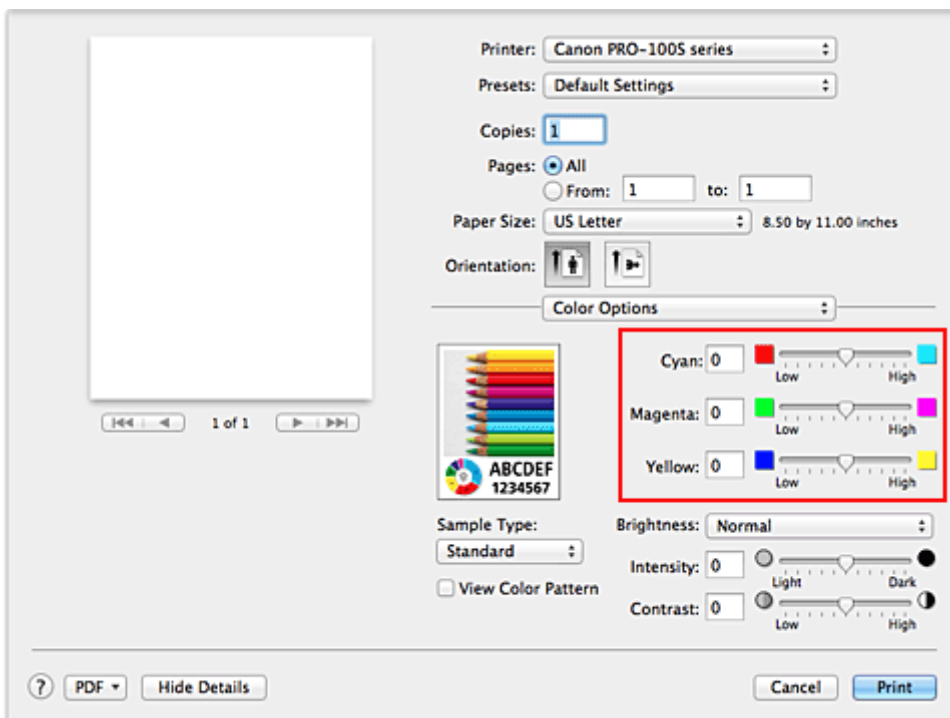 Printer: Canon PRO-100S series
Presets: Default Settings
Copies: 1
Pages: All
From: 1 to: 1
Paper Size: US Letter 8.50 by 11.00 inches
Orientation:
Color Options
1 of 1
Cyan: 0
Low High
Magenta: 0
Low High
Yellow: 0
Low High
ABCDEF
1234567
Sample Type:
Standard
View Color Pattern
Brightness: Normal
Intensity: 0
Light Dark
Contrast: 0
Low High
? PDF Hide Details Cancel Print